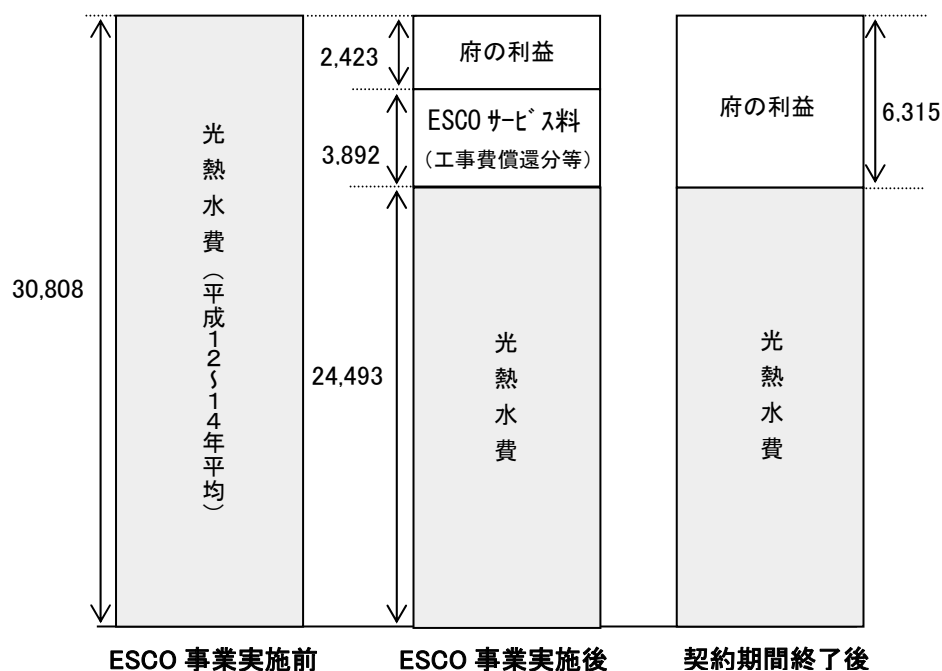 30,808
光熱水費（平成12～14年平均）
ESCO 事業実施前
2,423
府の利益
3,892
ESCO ｻｰﾋﾞｽ料
（工事費償還分等）
24,493
光熱水費
ESCO 事業実施後
府の利益
6,315
光熱水費
契約期間終了後